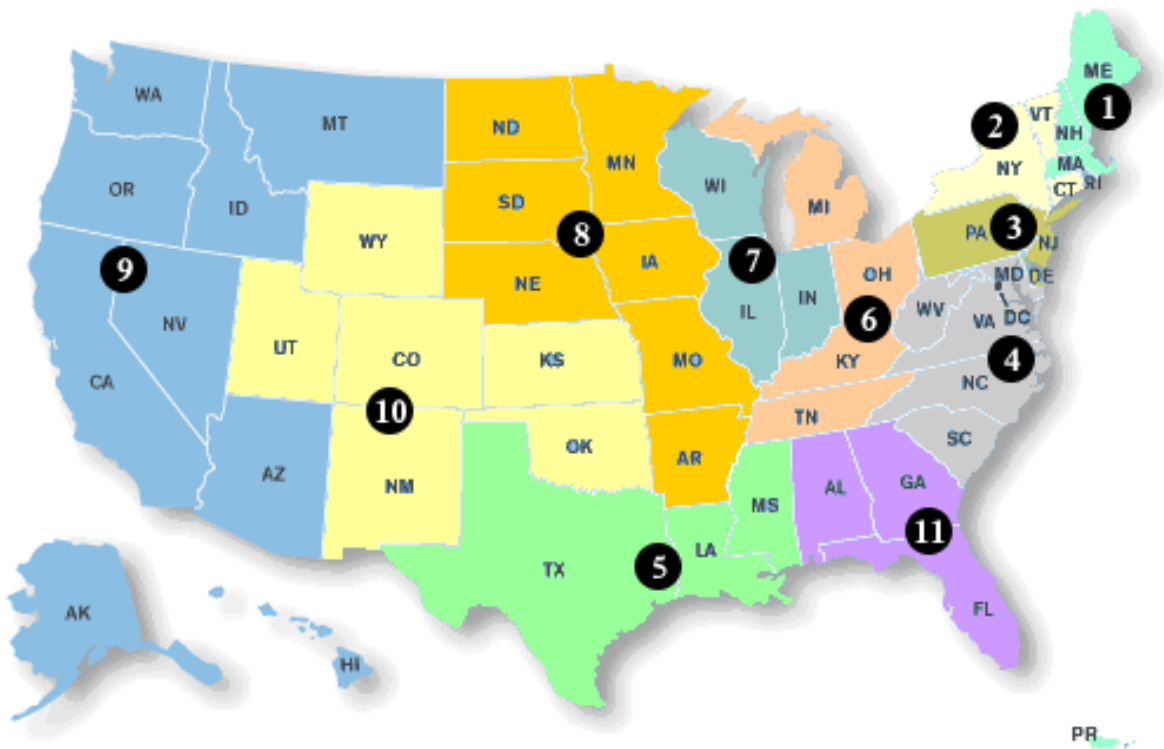 ME
1
WA
VT
2
MT
ND
NH
MN
MA
NY
OR
WI
RI
CT
ID
SD
MI
WY
PA
3
8
NJ
IA
7
9
OH
MD
DE
NE
IN
IL
WV
6
NV
VA
DC
UT
CO
KS
MO
KY
4
CA
NC
10
TN
SC
OK
AR
AZ
NM
GA
AL
MS
11
LA
5
TX
FL
AK
HI
PR